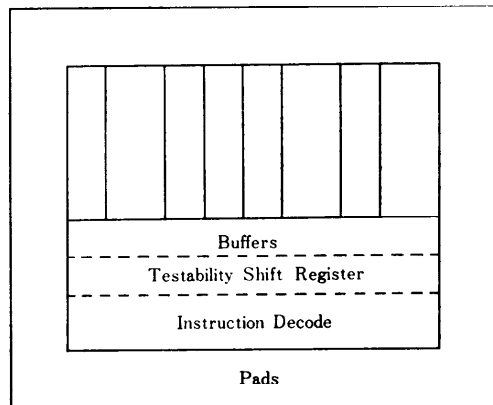 Buffers
Testability Shift Register
Instruction Decode
Pads